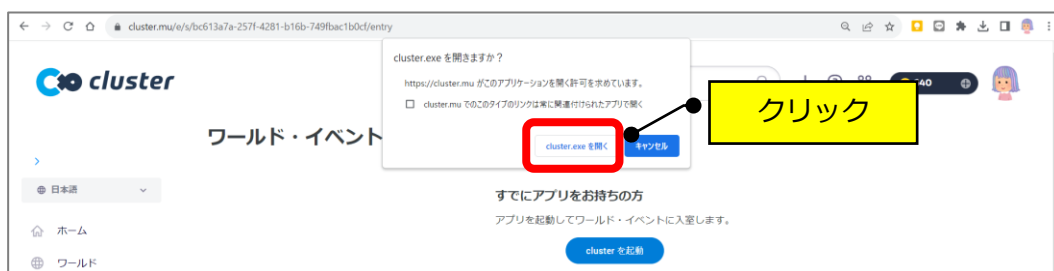 cluster.mu/e/s/bc613a7a-257f-4281-b16b-749fbac1b0cf/entry
cluster.exe を開きますか？
https://cluster.mu がこのアプリケーションを開く許可を求めています。
cluster.mu でのこのタイプのリンクは常に関連付けられたアプリで開く
cluster.exe を開く
キャンセル
cluster
クリック
ワールド・イベント
日本語
すでにアプリをお持ちの方
アプリを起動してワールド・イベントに入室します。
ホーム
cluster を起動
ワールド